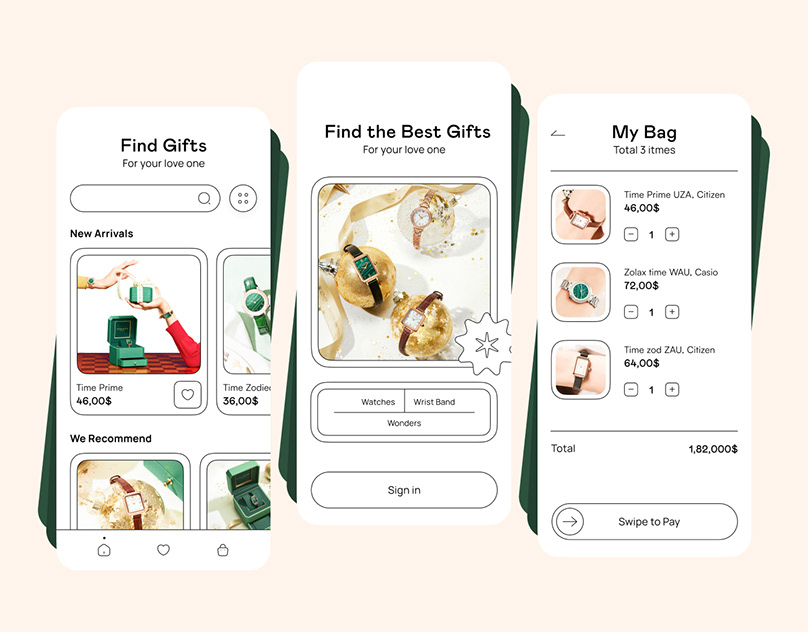 Find Gifts
For your love one
New Arrivals
Time Prime
46,00$
Time Zodie
36,00$
We Recommend
Find the Best Gifts
For your love one
Watches
Wrist Band
Wonders
Sign in
My Bag
Total 3 itmes
Time Prime UZA, Citizen
46,00$
1
Zolax time WAU, Casio
72,00$
1
Time zod ZAU, Citizen
64,00$
1
Total
1,82,000$
Swipe to Pay